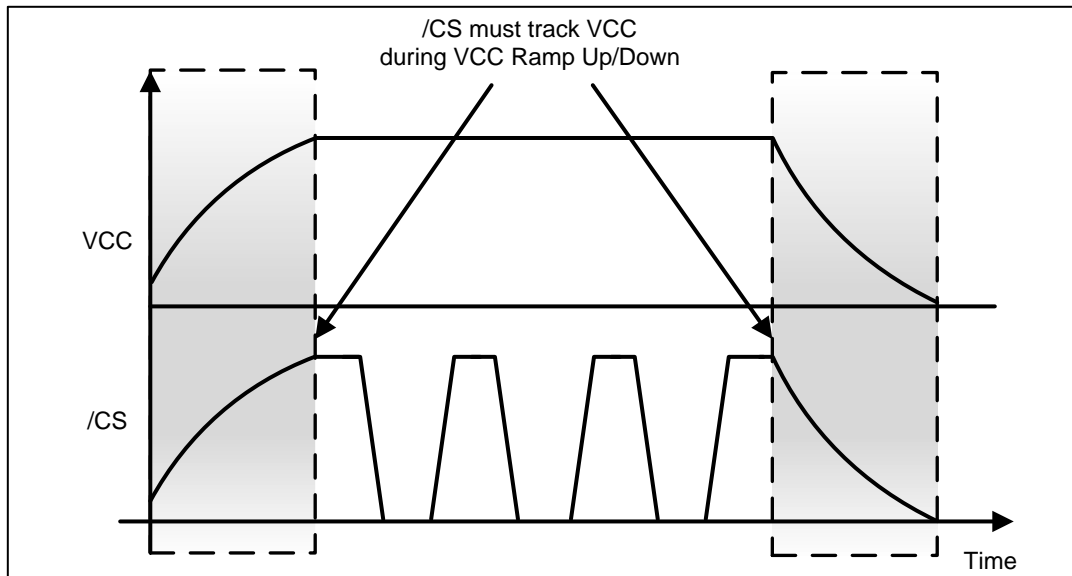 /CS must track VCC
during VCC Ramp Up/Down
VCC
/CS
Time